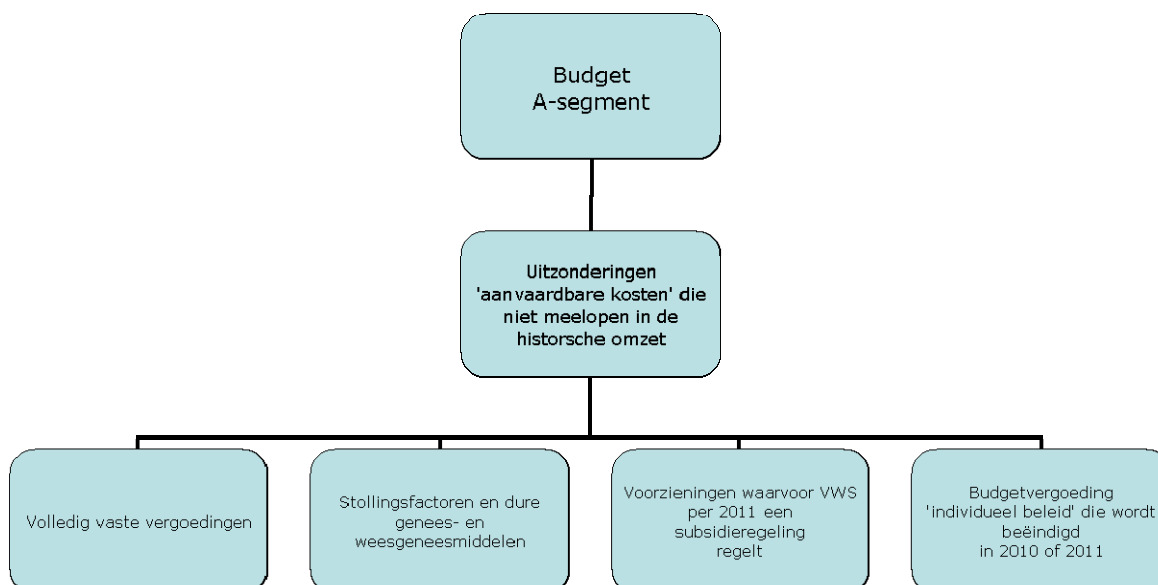 Budget
A-segment
Uitzonderingen
'aanvaardbare kosten' die
niet meelopen in de
historsche omzet
Volledig vaste vergoedingen
Stollingsfactoren en dure
genees- en
weesgeneesmiddelen
Voorzieningen waarvoor VWS
per 2011 een
subsidieregeling
regelt
Budgetvergoeding
'individueel beleid' die wordt
beëindigd
in 2010 of 2011